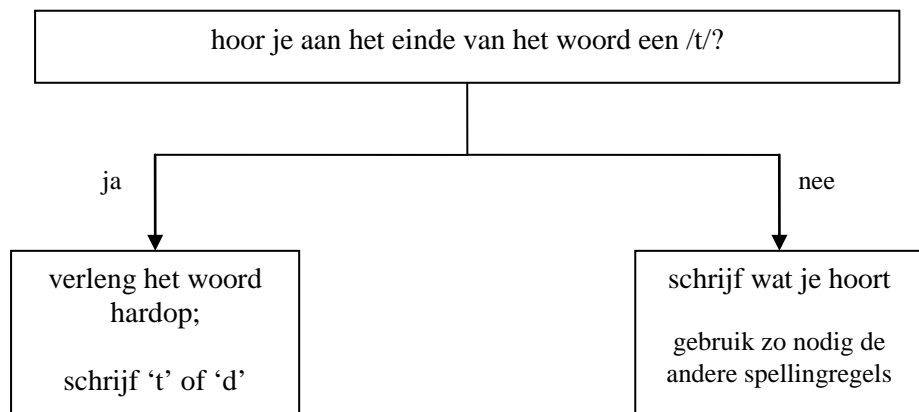 hoor je aan het einde van het woord een /t/?
ja
nee
verleng het woord
hardop;
schrijf ‘t’ of ‘d’
schrijf wat je hoort
gebruik zo nodig de
andere spellingregels